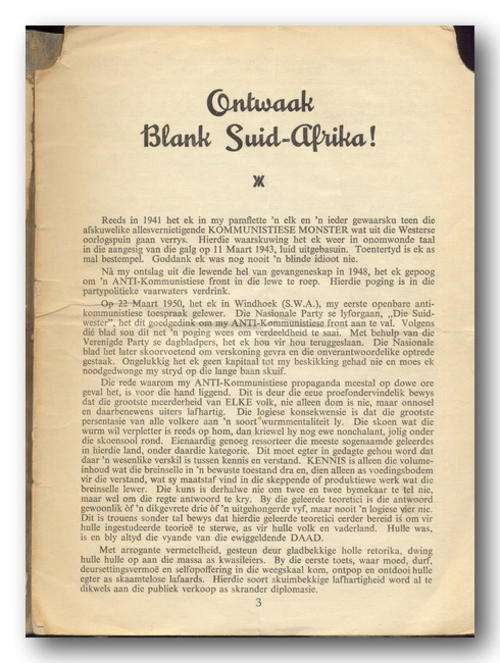 Ontwaak
Blank Suid-Afrika!
Reeds in 1941 het ek in my pamflette 'n elk en 'n ieder gewaarsku teen die
afskuwelike allesvernietigende KOMMUNISTIESE MONSTER wat uit die Westerse
oorlogspuin gaan verrys. Hierdie waarskuwing het ek weer in onomwonde taal
in die aangesig van die galg op 11 Maart 1943, luid uitgebasuin. Toentertyd is ek as
mal bestempel. Goddank ek was nog nooit 'n blinde idioot nie.
Ná my ontslag uit die lewende hel van gevangeneskap in 1948, het ek gepoog
om 'n ANTI-Kommunistiese front in die lewe te roep. Hierdie poging is in die
partypolitieke vaarwaters verdrink.
Op 22 Maart 1950, het ek in Windhoek (S.W.A.), my eerste openbare anti-
kommunistiese toespraak gelewer. Die Nasionale Party se lyforgaan, „Die Suid-
wester”, het dit goedgedink om my ANTI-Kommunistiese front aan te val. Volgens
dié blad sou dit net 'n poging wees om verdeeldheid te saai. Met behulp van die
Verenigde Party se dagbladpers, het ek hou vir hou teruggeslaan. Die Nasionale
blad het later skoorvoetend om verskoning gevra en die onverantwoordelike optrede
gestaak. Ongelukkig het ek geen kapitaal tot my beskikking gehad nie en moes ek
noodgedwonge my stryd op die lange baan skuif.
Die rede waarom my ANTI-Kommunistiese propaganda meestal op dowe ore
geval het, is voor die hand liggend. Dit is deur die eeue proefondervindelik bewys
dat die grootste meerderheid van ELKE volk, nie alleen dom is nie, maar onnosel
en daarbenewens uiters lafhartig. Die logiese konsekwensie is dat die grootste
persentasie van alle volkere aan 'n soort wurmmentaliteit ly. Die skoen wat die
wurm wil verpletter is reeds op hom, dan kriewel hy nog ewe nonchalant, jolig onder
die skoensool rond. Eienaardig genoeg ressorteer die meeste sogenaamde geleerdes
in hierdie land, onder daardie kategorie. Dit moet egter in gedagte gehou word dat
daar 'n wesenlike verskil is tussen kennis en verstand. KENNIS is alleen die volume-
inhoud wat die breinselle in 'n bewuste toestand dra en, dien alleen as voedingsbodem
vir die verstand, wat sy maatstaf vind in die skeppende of produktiewe werk wat die
breinselle lewer. Die kuns is derhalwe nie om twee en twee bymekaar te tel nie,
maar wel om die regte antwoord te kry. By die geleerde teoretici is die antwoord
gewoonlik òf 'n dikgevrete drie òf 'n uitgehongerde vyf, maar nooit 'n logiese vier nie.
Dit is trouens sonder tal bewys dat hierdie geleerde teoretici eerder bereid is om vir
hulle ingestudeerde teorieë te sterwe, as vir hulle volk en vaderland. Hulle was,
is en bly altyd die vyande van die ewiggeldende DAAD.
Met arrogante vermetelheid, gesteun deur gladbekkige holle retorika, dwing
hulle hulle op aan die massa as kwasileiers. By die eerste toets, waar moed, durf,
deursettingsvermoë en selfopoffering in die weegskaal kom, ontpop en ontdooi hulle
egter as skaamtelose lafaards. Hierdie soort skuimbekkige lafhartigheid word al te
dikwels aan die publiek verkoop as skrander diplomasie.
3